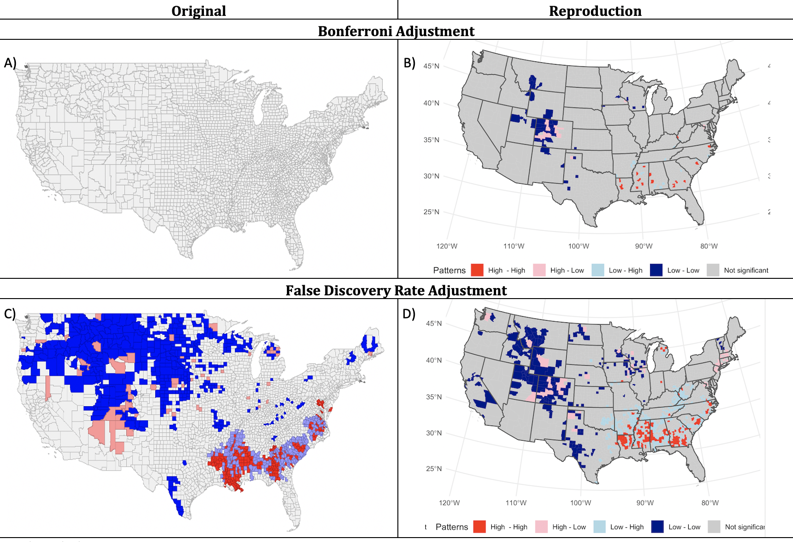 Original Reproduction
Bonferroni Adjustment
A) B)
45°N
40°N
35°N
30°N
25°N
120°W 110°W 100°W 90°W 80°W
Patterns High - High High - Low Low - High Low - Low Not significant
False Discovery Rate Adjustment
C) D)
45°N
40°N
35°N
30°N
25°N
120°W 110°W 100°W 90°W 80°W
t Patterns High - High High - Low Low - High Low - Low Not significan